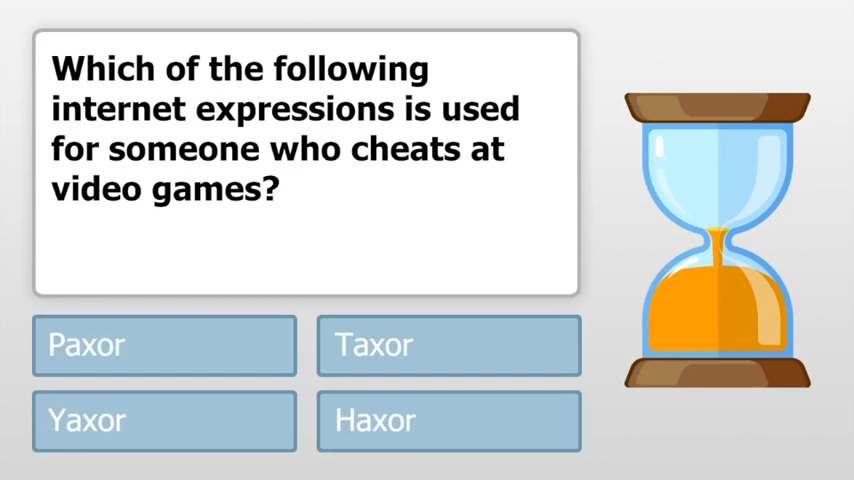 Which of the following
internet expressions is used
for someone who cheats at
video games?
Paxor
Taxor
Yaxor
Haxor